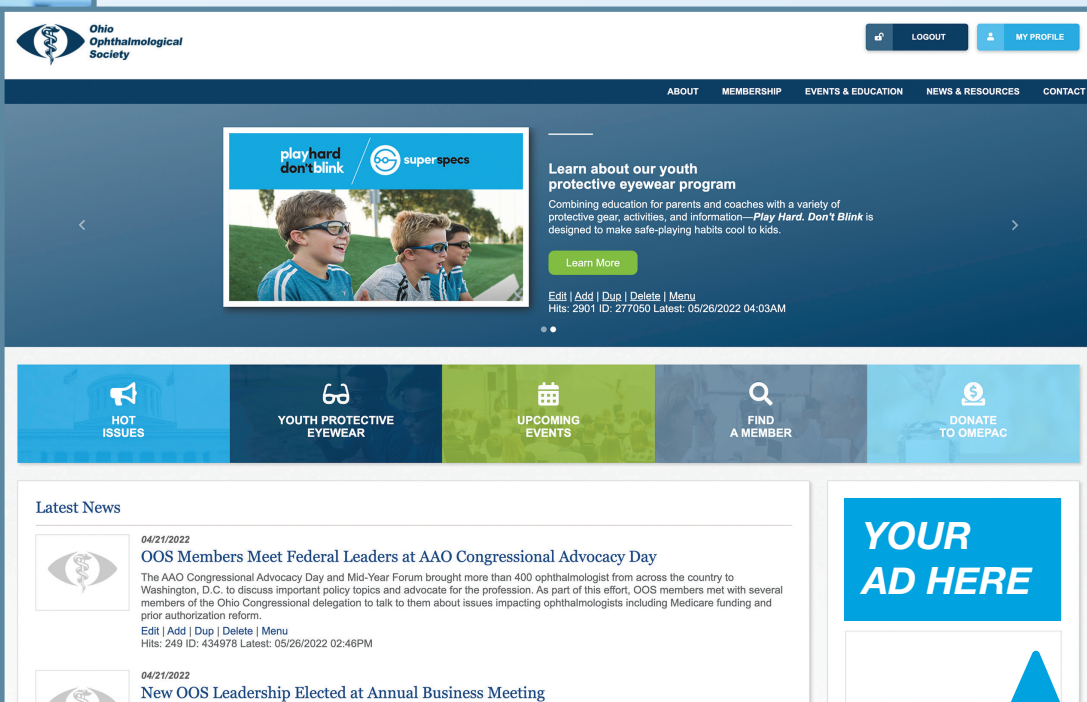 Ohio
Ophthalmological
Society
LOGOUT
MY PROFILE
ABOUT MEMBERSHIP EVENTS & EDUCATION NEWS & RESOURCES CONTACT
playhard
don'tblink
superspecs
Learn about our youth
protective eyewear program
Combining education for parents and coaches with a variety of
protective gear, activities, and information—Play Hard. Don't Blink is
designed to make safe-playing habits cool to kids.
Learn More
Edit | Add | Dup | Delete | Menu
Hits: 2901 ID: 277050 Latest: 05/26/2022 04:03AM
HOT
ISSUES
YOUTH PROTECTIVE
EYEWEAR
UPCOMING
EVENTS
FIND
A MEMBER
DONATE
TO OMEPAC
Latest News
04/21/2022
OOS Members Meet Federal Leaders at AAO Congressional Advocacy Day
The AAO Congressional Advocacy Day and Mid-Year Forum brought more than 400 ophthalmologist from across the country to
Washington, D.C. to discuss important policy topics and advocate for the profession. As part of this effort, OOS members met with several
members of the Ohio Congressional delegation to talk to them about issues impacting ophthalmologists including Medicare funding and
prior authorization reform.
Edit | Add | Dup | Delete | Menu
Hits: 249 ID: 434978 Latest: 05/26/2022 02:46PM
04/21/2022
New OOS Leadership Elected at Annual Business Meeting
YOUR
AD HERE